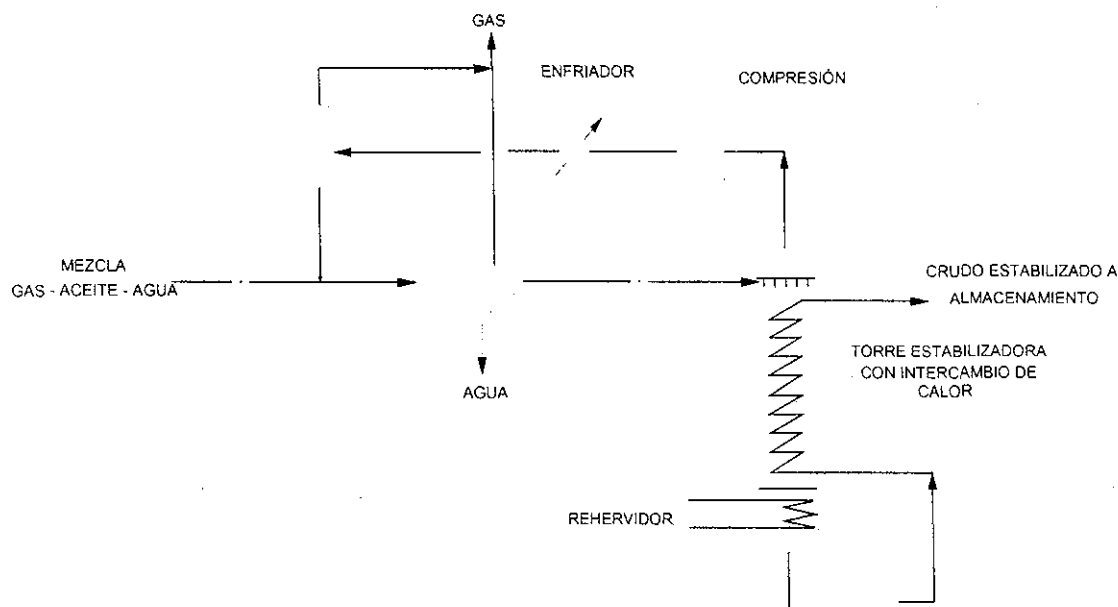 GAS
ENFRIADOR
COMPRESIÓN
MEZCLA
GAS - ACEITE - AGUA
CRUDO ESTABILIZADO A
ALMACENAMIENTO
TORRE ESTABILIZADORA
CON INTERCAMBIO DE
CALOR
AGUA
REHERVIDOR